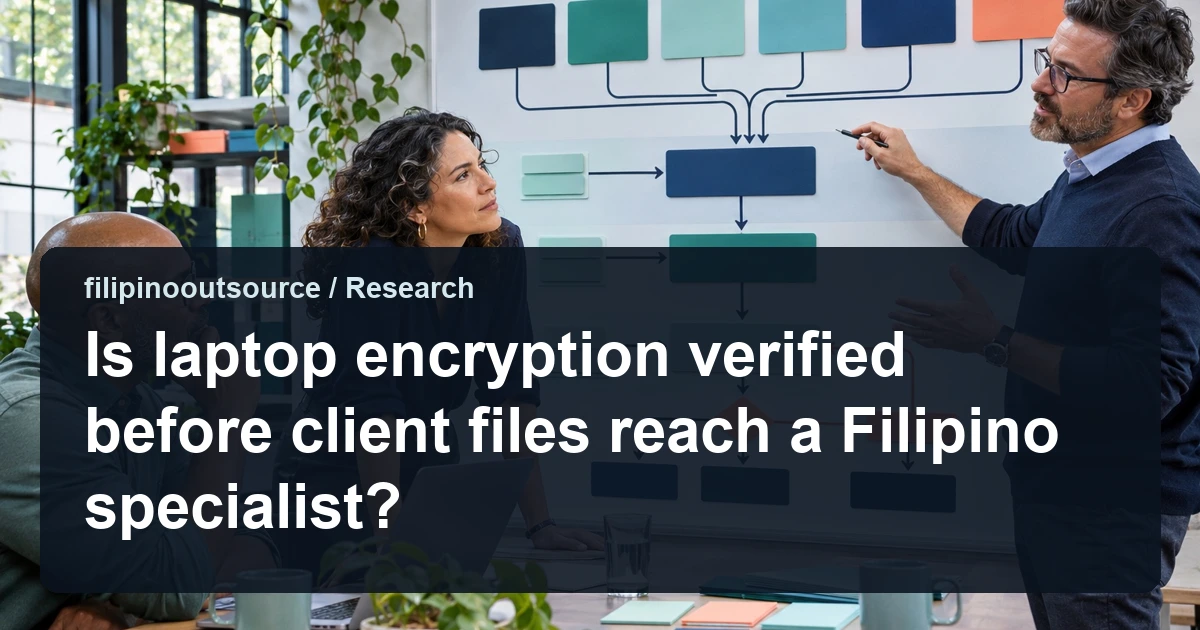 filipinooutsource / Research
Is laptop encryption verified
before client files reach a Filipino
specialist?